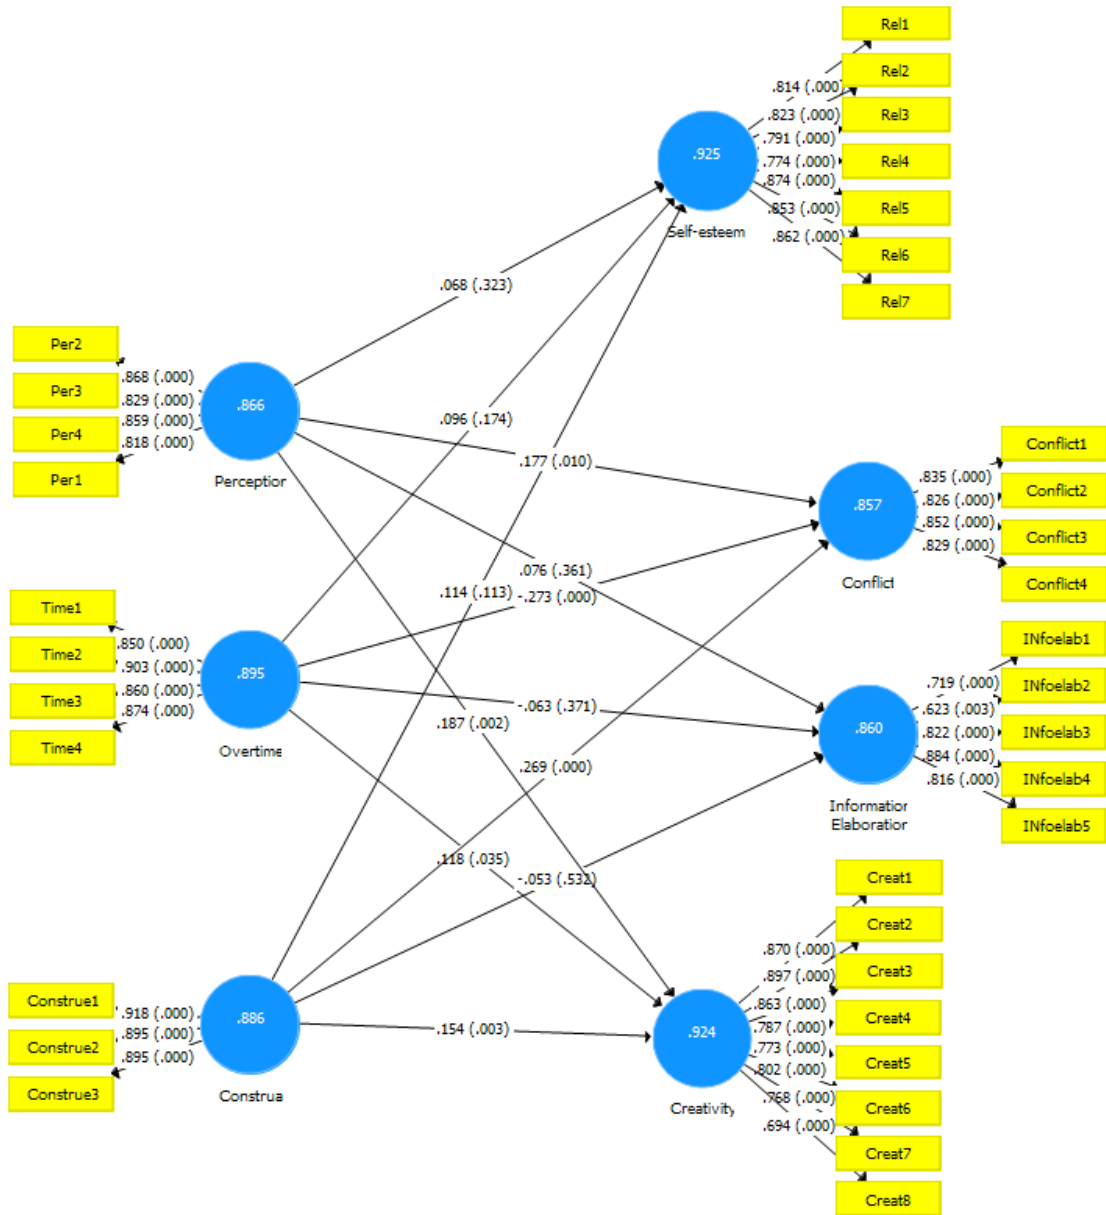 Rel1
Rel2
.814 (.000)
.823 (.000)
Rel3
.791 (.000)
.925
.774 (.000)
Rel4
.874 (.000)
Rel5
.853 (.000)
Self-esteem
.862 (.000)
Rel6
.068 (.323)
Rel7
Per2
.868 (.000)
Per3
.829 (.000)
.866
.859 (.000)
.096 (.174)
Per4
.818 (.000)
Conflict1
.177 (.010)
Per1
Perception
.835 (.000)
Conflict2
.826 (.000)
.857
.852 (.000)
Conflict3
.829 (.000)
.076 (.361)
Conflict
Conflict4
.114 (.113)
-.273 (.000)
Time1
INfoelab1
.850 (.000)
Time2
.903 (.000)
.895
.719 (.000)
INfoelab2
.860 (.000)
Time3
-.063 (.371)
.623 (.003)
.874 (.000)
.187 (.002)
.860
.822 (.000)
INfoelab3
Time4
Overtime
.884 (.000)
.269 (.000)
.816 (.000)
INfoelab4
Information
Elaboration
INfoelab5
.118 (.035)
-.053 (.532)
Creat1
Creat2
.870 (.000)
.897 (.000)
Creat3
Construe1
.918 (.000)
.886
.863 (.000)
Creat4
.895 (.000)
.154 (.003)
.787 (.000)
Construe2
.895 (.000)
.924
.773 (.000)
Creat5
.802 (.000)
Construe3
Construa
.768 (.000)
Creat6
Creativity
.694 (.000)
Creat7
Creat8